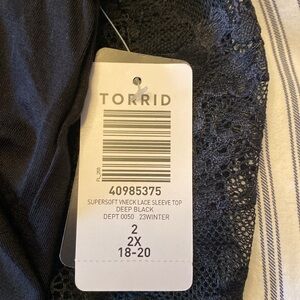 TORRID
40985375
SUPERSOFT VNECK LACE SLEEVE TOP
DEEP BLACK
DEPT 0050 23WINTER
2
2X
18-20